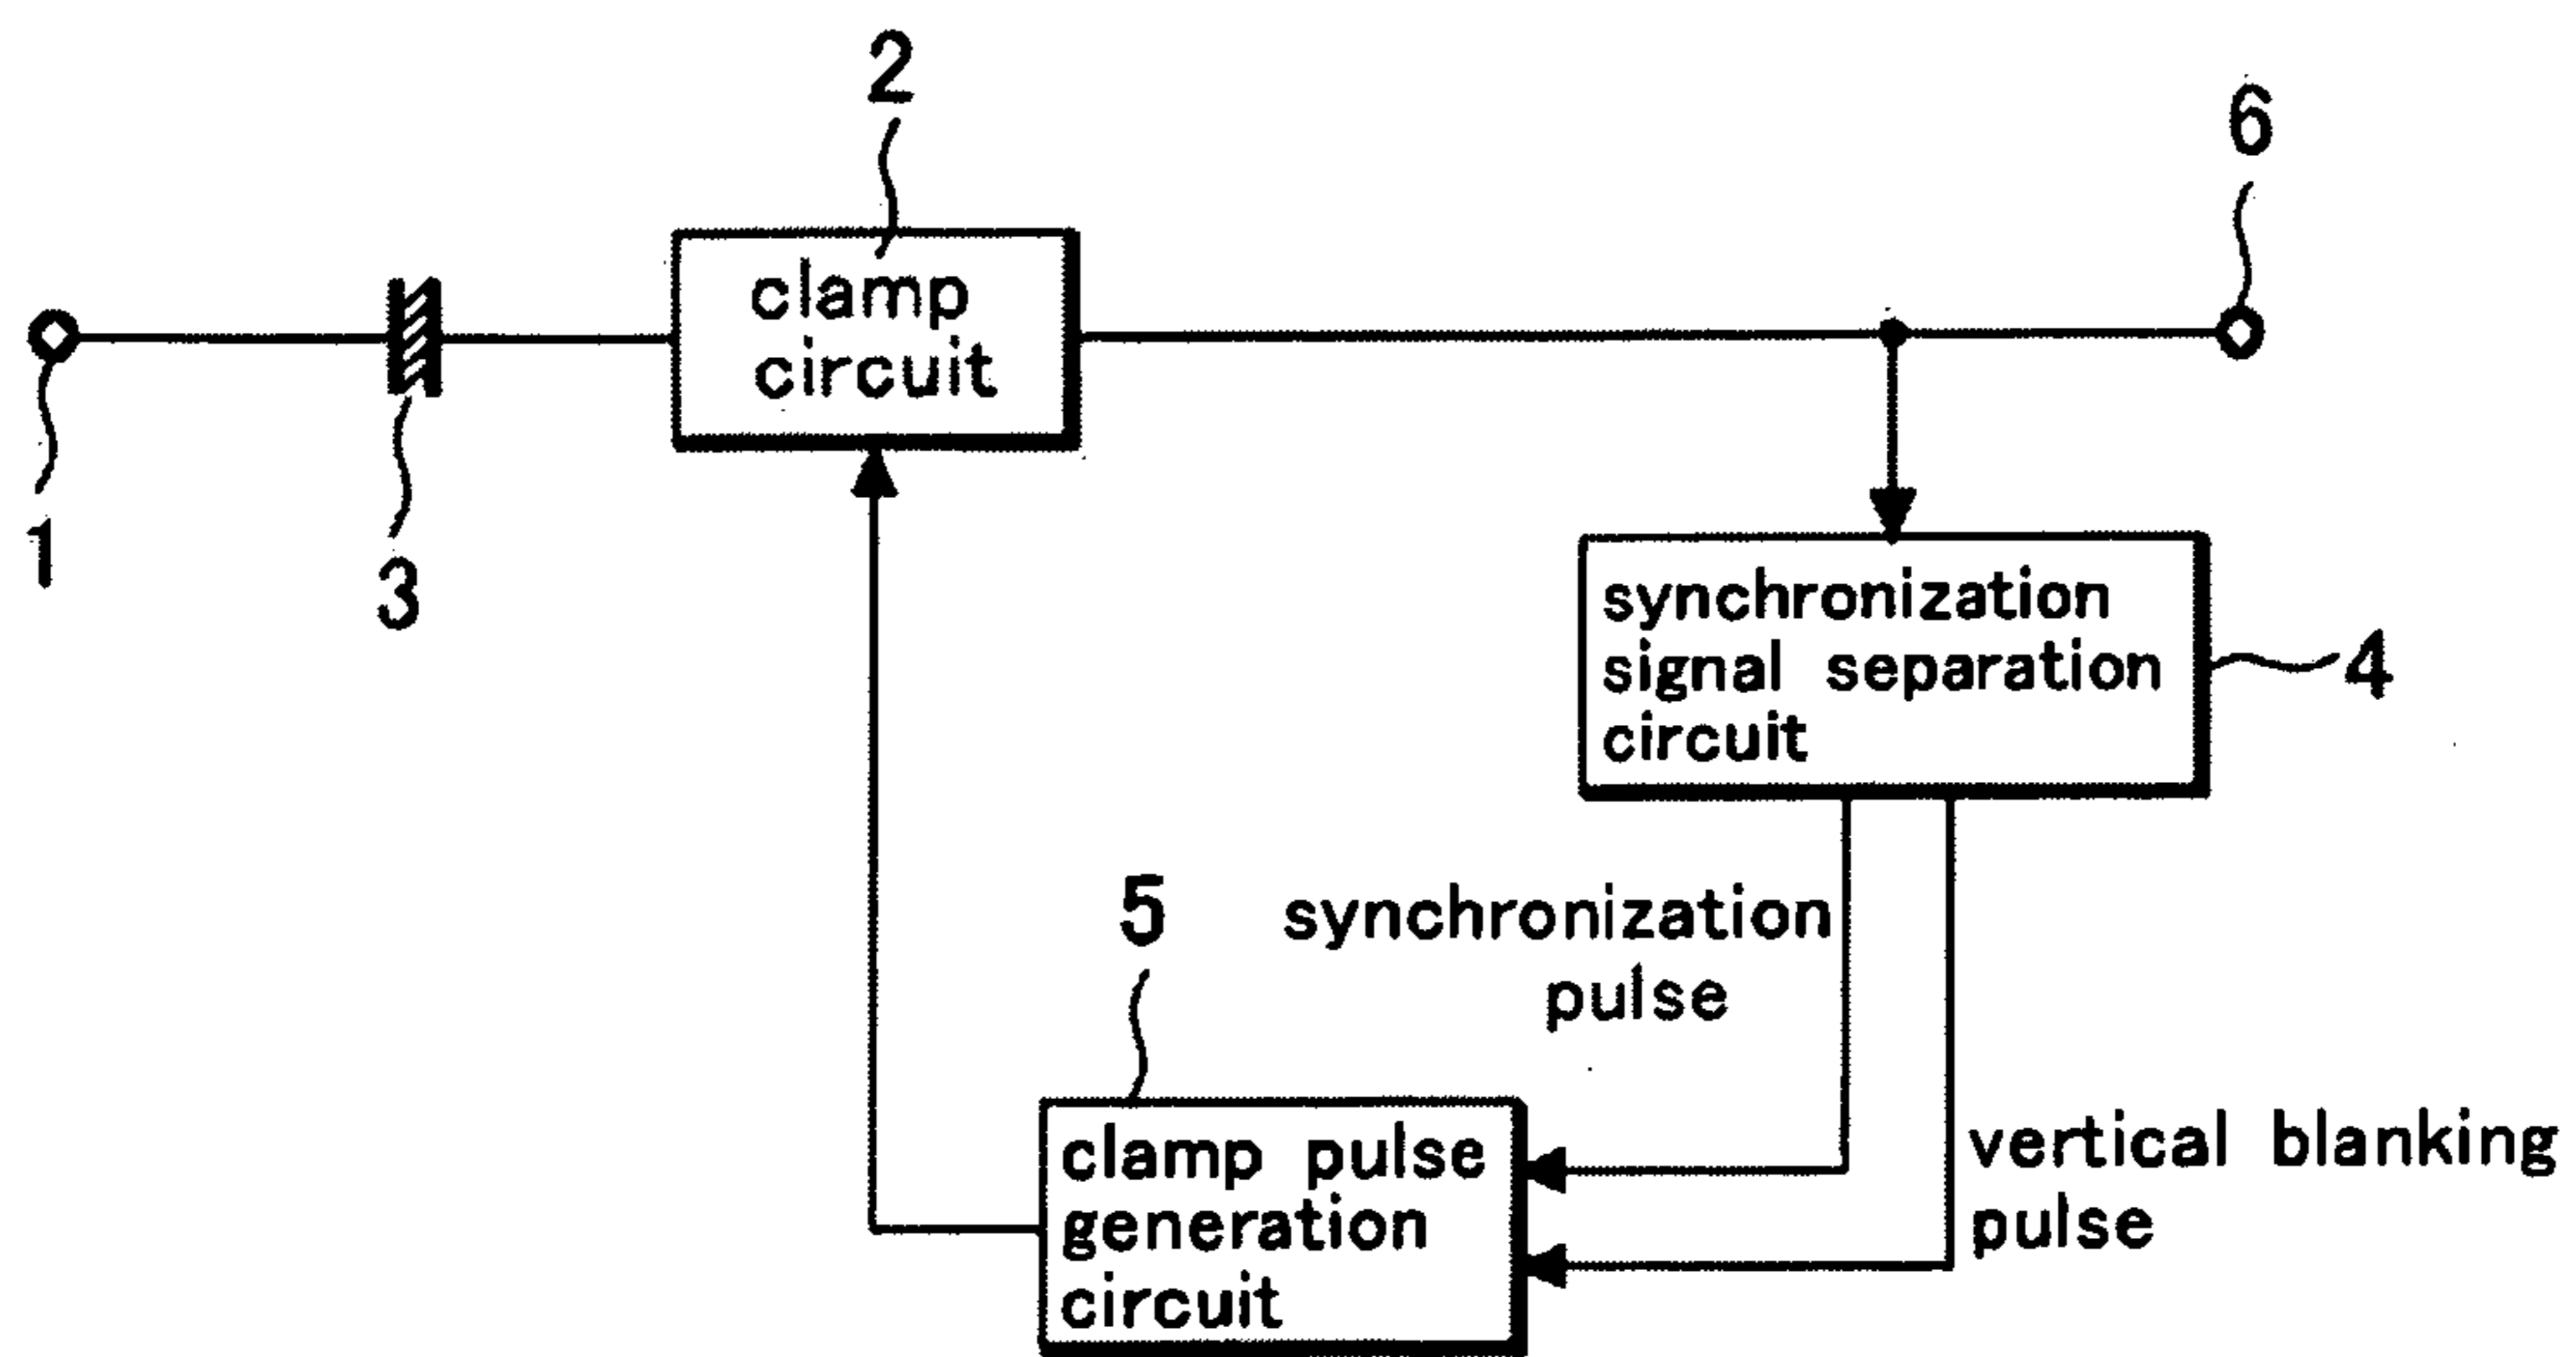 2
6
clamp
circuit
1
3
synchronization
signal separation
circuit
4
synchronization
pulse
5
vertical blanking
pulse
clamp pulse
generation
circuit